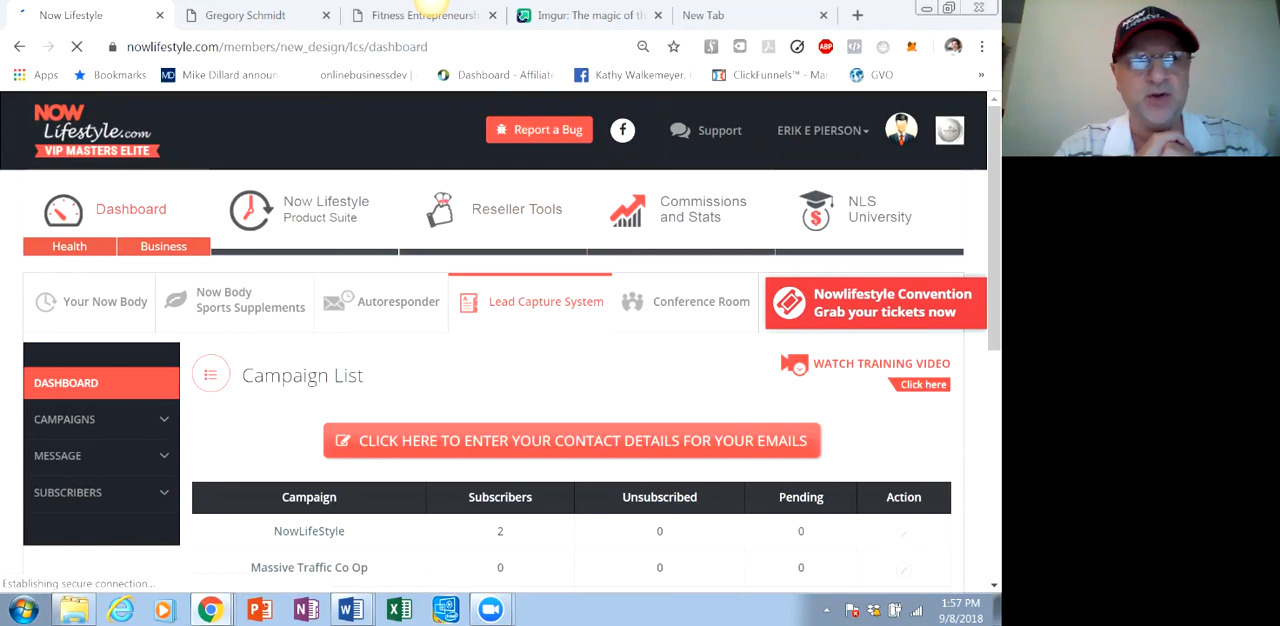 Now Lifestyle
Gregory Schmidt
Fitness Entrepreneursh
Imgur: The magic of th
New Tab
nowlifestyle.com/members/new_design/lcs/dashboard
ABP
Apps
Bookmarks
MD Mike Dillard announ
onlinebusinessdev |
Dashboard - Affiliate
Kathy Walkemeyer.
ClickFunnels™ - Mar
GVO
»
NOW
Lifestyle.com
VIP MASTERS ELITE
Report a Bug
Support
ERIK E PIERSON
Dashboard
Now Lifestyle
Product Suite
Reseller Tools
Commissions
and Stats
NLS
University
Health
Business
Your Now Body
Now Body
Sports Supplements
Autoresponder
Lead Capture System
Conference Room
Nowlifestyle Convention
Grab your tickets now
DASHBOARD
CAMPAIGNS
MESSAGE
SUBSCRIBERS
Campaign List
WATCH TRAINING VIDEO
Click here
CLICK HERE TO ENTER YOUR CONTACT DETAILS FOR YOUR EMAILS
Campaign Subscribers Unsubscribed Pending Action
NowLifeStyle 2 0 0
Massive Traffic Co Op 0 0 0
Establishing secure connection...
1:57 PM
9/8/2018